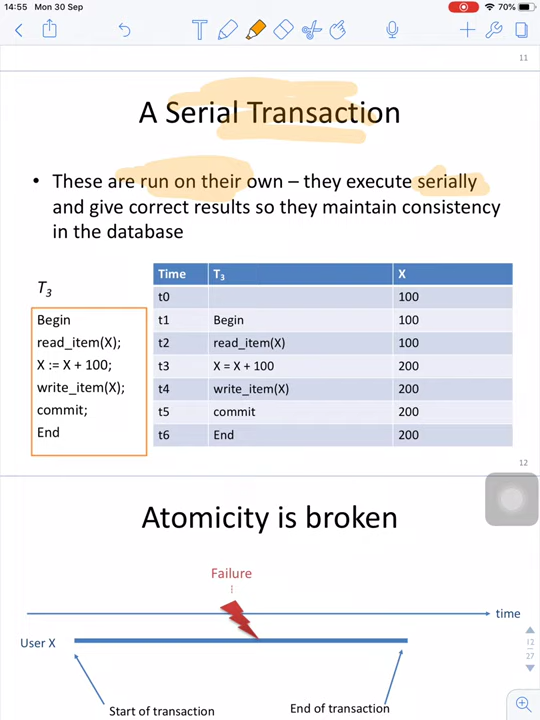 14:55 Mon 30 Sep 70%
T
11
A Serial Transaction
• These are run on their own – they execute serially
and give correct results so they maintain consistency
in the database
T3
Begin
read_item(X);
X := X + 100;
write_item(X);
commit;
End
Time T3 X
t0 100
t1 Begin 100
t2 read_item(X) 100
t3 X = X + 100 200
t4 write_item(X) 200
t5 commit 200
t6 End 200
12
Atomicity is broken
Failure
time
User X
12
27
Start of transaction
End of transaction